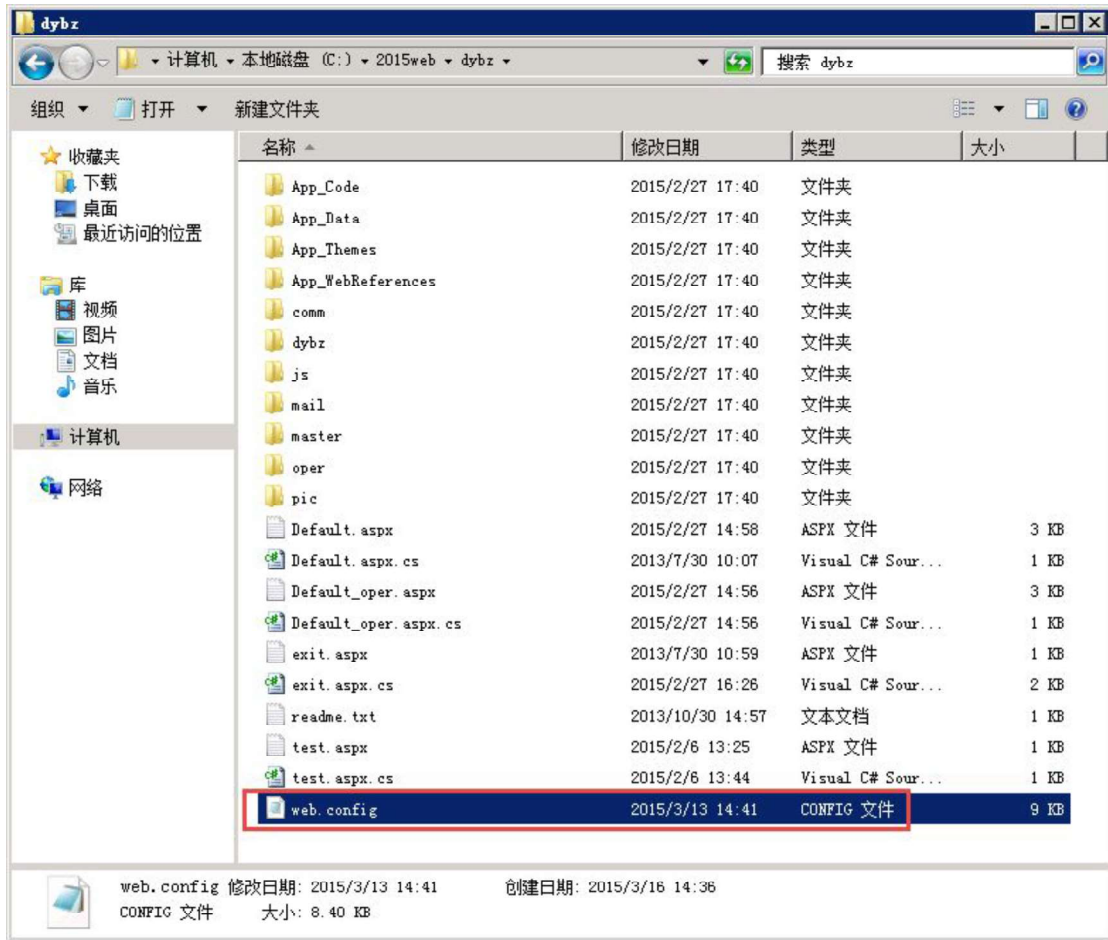 dybz
计算机 本地磁盘 (C:) 2015web dybz 搜索 dybz
组织 打开 新建文件夹
收藏夹
下载
桌面
最近访问的位置
库
视频
图片
文档
音乐
计算机
网络
名称 修改日期 类型 大小
App_Code 2015/2/27 17:40 文件夹
App_Data 2015/2/27 17:40 文件夹
App_Themes 2015/2/27 17:40 文件夹
App_WebReferences 2015/2/27 17:40 文件夹
comm 2015/2/27 17:40 文件夹
dybz 2015/2/27 17:40 文件夹
js 2015/2/27 17:40 文件夹
mail 2015/2/27 17:40 文件夹
master 2015/2/27 17:40 文件夹
oper 2015/2/27 17:40 文件夹
pic 2015/2/27 17:40 文件夹
Default.aspx 2015/2/27 14:58 ASPX 文件 3 KB
Default.aspx.cs 2013/7/30 10:07 Visual C# Sour... 1 KB
Default_oper.aspx 2015/2/27 14:56 ASPX 文件 3 KB
Default_oper.aspx.cs 2015/2/27 14:56 Visual C# Sour... 1 KB
exit.aspx 2013/7/30 10:59 ASPX 文件 1 KB
exit.aspx.cs 2015/2/27 16:26 Visual C# Sour... 2 KB
readme.txt 2013/10/30 14:57 文本文档 1 KB
test.aspx 2015/2/6 13:25 ASPX 文件 1 KB
test.aspx.cs 2015/2/6 13:44 Visual C# Sour... 1 KB
web.config 2015/3/13 14:41 CONFIG 文件 9 KB
web.config 修改日期: 2015/3/13 14:41 创建日期: 2015/3/16 14:36
CONFIG 文件 大小: 8.40 KB